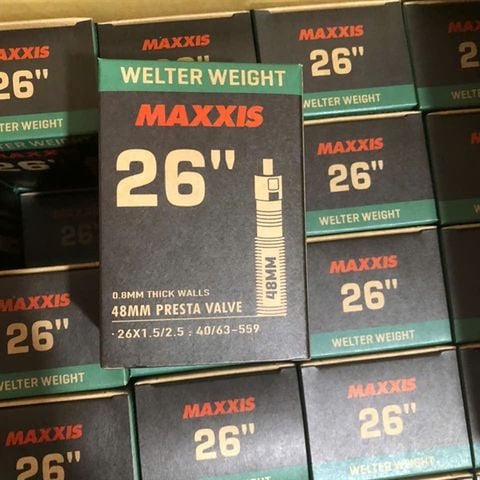 WELTER WEIGHT
MAXXIS
26"
48MM
0.8MM THICK WALLS
48MM PRESTA VALVE
·26X1.5/2.5 : 40/63-559
26"
WELTER WEIGHT
MAXXIS
MAXXIS
26"
WELTER WEIGHT
MAXXIS
26"
WELTER WEIGHT
MAXXIS
26"
WELTER WEIGHT
MAXXIS
26"
WELTER WEIGHT
MAXXIS
26"
MAXXIS
26"
MAXXIS
26"
WELTER WEIGHT